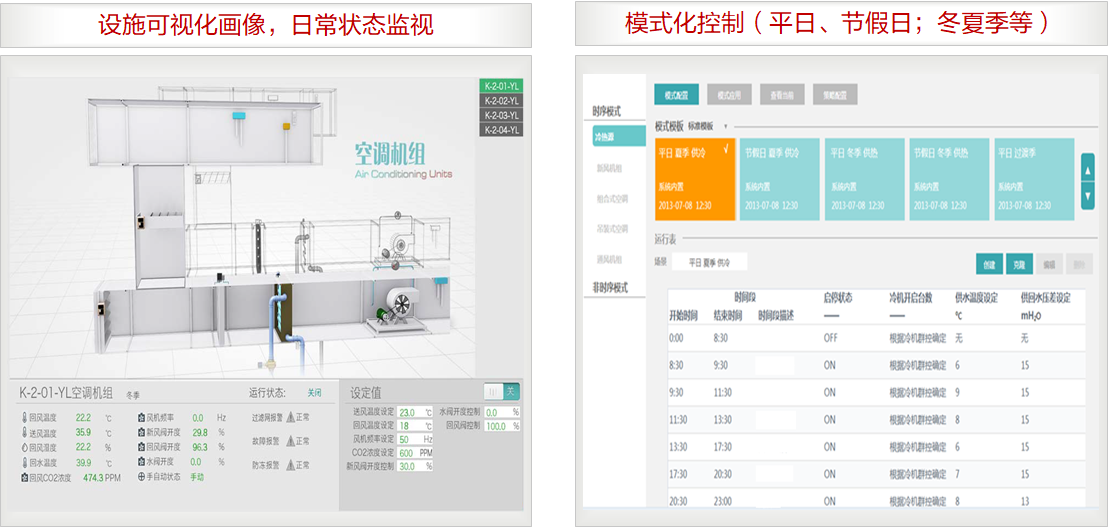 设施可视化画像，日常状态监视
K-2-01-YL
K-2-02-YL
K-2-03-YL
K-2-04-YL
空调机组
Air Conditioning Units
K-2-01-YL空调机组 冬季 运行状态: 关闭
回风温度 22.2 ℃ 风机频率 0.0 Hz 过滤网报警 正常
送风温度 35.9 ℃ 新风阀开度 29.8 %
回风湿度 22.2 % 回风阀开度 96.3 % 故障报警 正常
回水温度 39.9 ℃ 水阀开度 0.0 % 防冻报警 正常
回风CO2浓度 474.3 PPM 手自动状态 手动
设定值 关
送风温度设定 23.0 ℃ 水阀开度控制 0.0 %
回风温度设定 18 ℃ 回风阀控制 100.0 %
风机频率设定 50 Hz
CO2浓度设定 600 PPM
新风阀开度控制 30.0 %
模式化控制（平日、节假日；冬夏季等）
模式配置 模式应用 查看当前 策略配置
时序模式
冷热源
新风机组
组合式空调
吊装式空调
通风机组
非时序模式
模式模板 标准模板
平日 夏季 供冷 √
系统内置
2013-07-08 12:30
节假日 夏季 供冷
系统内置
2013-07-08 12:30
平日 冬季 供热
系统内置
2013-07-08 12:30
节假日 冬季 供热
系统内置
2013-07-08 12:30
平日 过渡季
系统内置
2013-07-08 12:30
运行表
场景 平日 夏季 供冷
创建 克隆 编辑
时间段 启停状态 冷机开启台数 供水温度设定 供回水压差设定
开始时间 结束时间 时间段描述 —— —— ℃ mH₂O
0:00 8:30 OFF 根据冷机群控确定 无 无
8:30 9:30 ON 根据冷机群控确定 6 15
9:30 11:30 ON 根据冷机群控确定 9 15
11:30 13:30 ON 根据冷机群控确定 8 15
13:30 17:30 ON 根据冷机群控确定 6 15
17:30 20:30 ON 根据冷机群控确定 7 15
20:30 23:00 ON 根据冷机群控确定 8 13